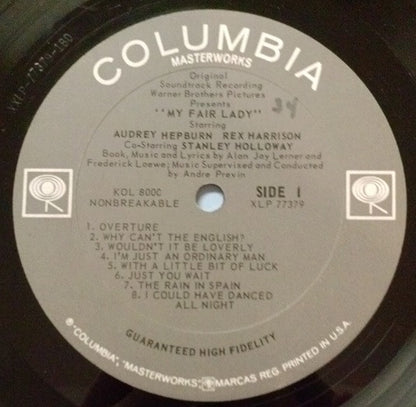 COLUMBIA
MASTERWORKS
Original
Soundtrack Recording
Warner Brothers Pictures
Presents
"MY FAIR LADY"
34
Starring
AUDREY HEPBURN REX HARRISON
Co-Starring STANLEY HOLLOWAY
Book, Music and Lyrics by Alan Jay Lerner and
Frederick Loewe; Music Supervised and Conducted
by Andre Previn
KOL 8000
NONBREAKABLE
SIDE 1
XLP 77379
1. OVERTURE
2. WHY CAN'T THE ENGLISH?
3. WOULDN'T IT BE LOVERLY
4. I'M JUST AN ORDINARY MAN
5. WITH A LITTLE BIT OF LUCK
6. JUST YOU WAIT
7. THE RAIN IN SPAIN
8. I COULD HAVE DANCED
ALL NIGHT
GUARANTEED HIGH FIDELITY
® "COLUMBIA", "MASTERWORKS", MARCAS REG. PRINTED IN U.S.A.